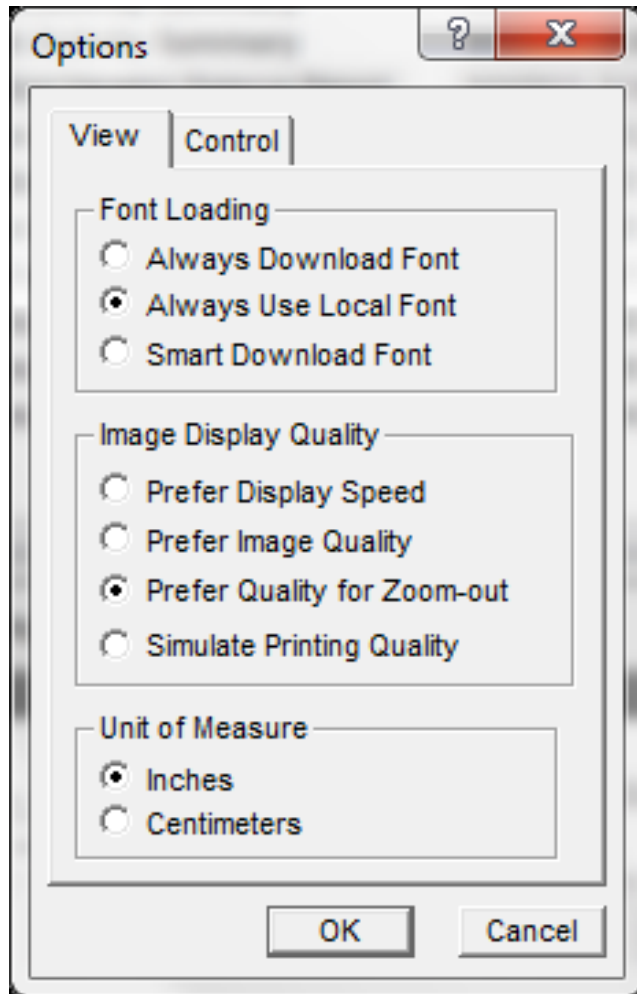 Options
View
Control
Font Loading
Always Download Font
Always Use Local Font
Smart Download Font
Image Display Quality
Prefer Display Speed
Prefer Image Quality
Prefer Quality for Zoom-out
Simulate Printing Quality
Unit of Measure
Inches
Centimeters
OK
Cancel